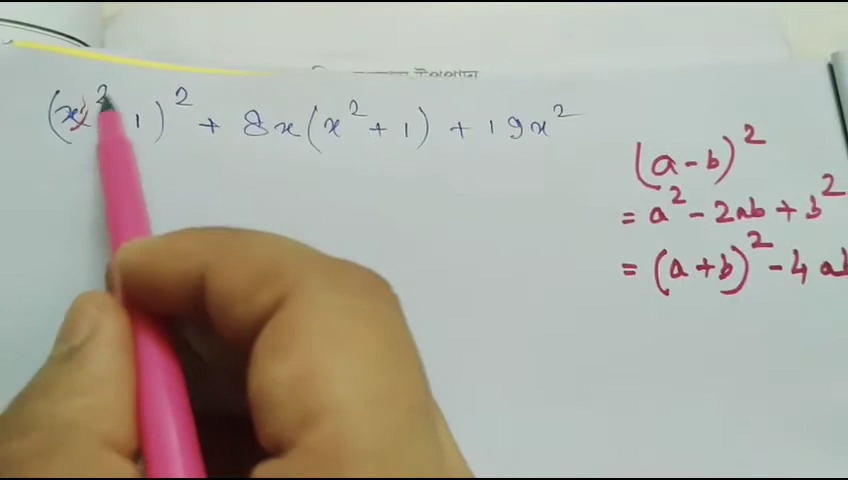 (x² 1)² + 8x(x² + 1) + 19x²
(a - b)²
= a² - 2ab + b²
= (a + b)² - 4ab